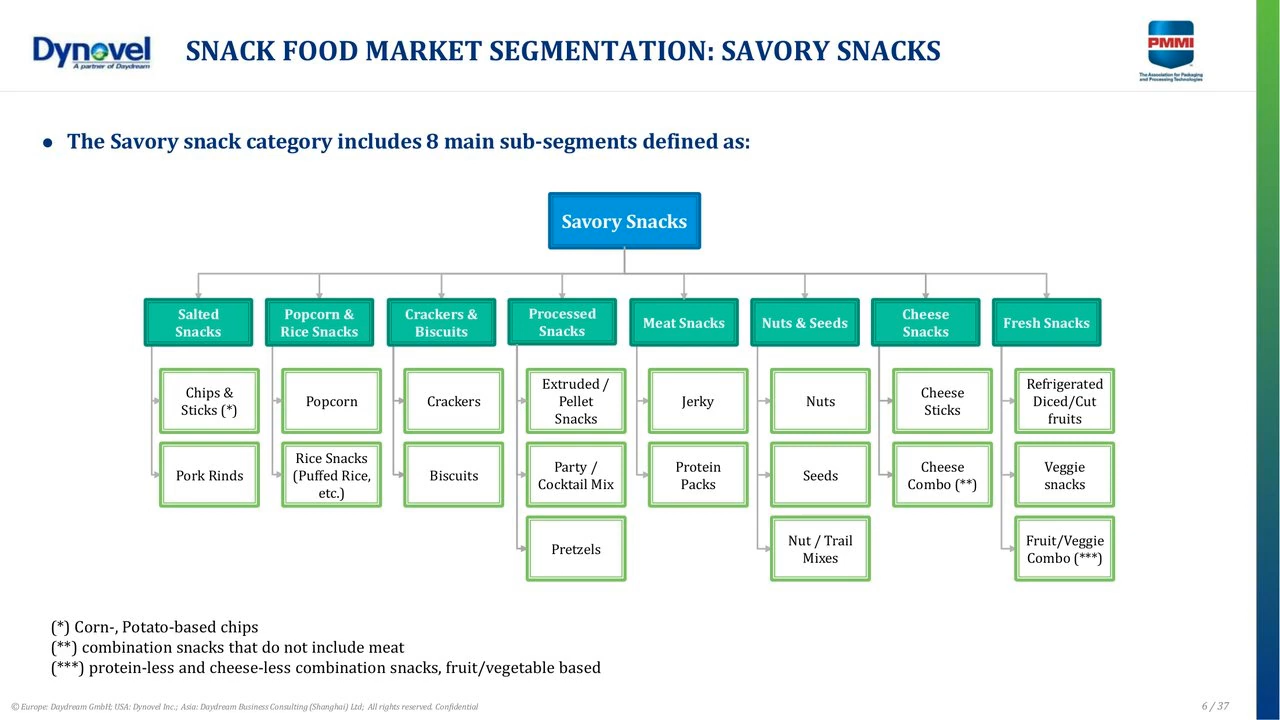 Dynovel
A partner of Daydream
SNACK FOOD MARKET SEGMENTATION: SAVORY SNACKS
PMMI
The Association for Packaging
and Processing Technologies
● The Savory snack category includes 8 main sub-segments defined as:
Savory Snacks
Salted
Snacks
Popcorn &
Rice Snacks
Crackers &
Biscuits
Processed
Snacks
Meat Snacks
Nuts & Seeds
Cheese
Snacks
Fresh Snacks
Chips &
Sticks (*)
Popcorn
Crackers
Extruded /
Pellet
Snacks
Jerky
Nuts
Cheese
Sticks
Refrigerated
Diced/Cut
fruits
Pork Rinds
Rice Snacks
(Puffed Rice,
etc.)
Biscuits
Party /
Cocktail Mix
Protein
Packs
Seeds
Cheese
Combo (**)
Veggie
snacks
Pretzels
Nut / Trail
Mixes
Fruit/Veggie
Combo (***)
(*) Corn-, Potato-based chips
(**) combination snacks that do not include meat
(***) protein-less and cheese-less combination snacks, fruit/vegetable based
© Europe: Daydream GmbH; USA: Dynovel Inc.; Asia: Daydream Business Consulting (Shanghai) Ltd; All rights reserved. Confidential
6 / 37